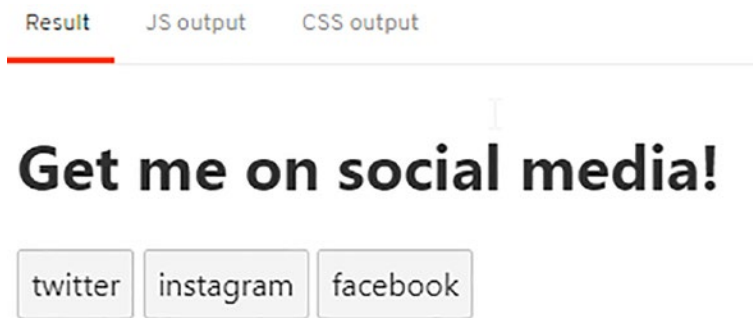 Result JS output CSS output
Get me on social media!
twitter instagram facebook